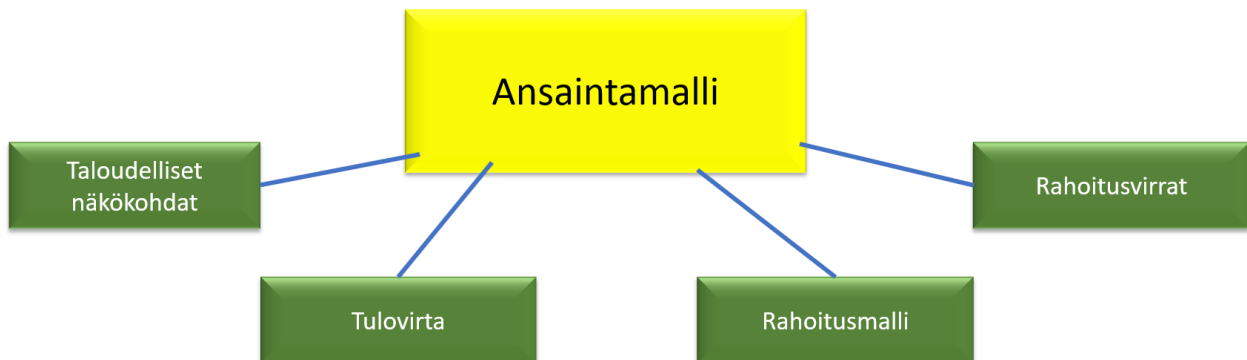 Ansaintamalli
Taloudelliset
näkökohdat
Rahoitusvirrat
Tulovirta
Rahoitusmalli